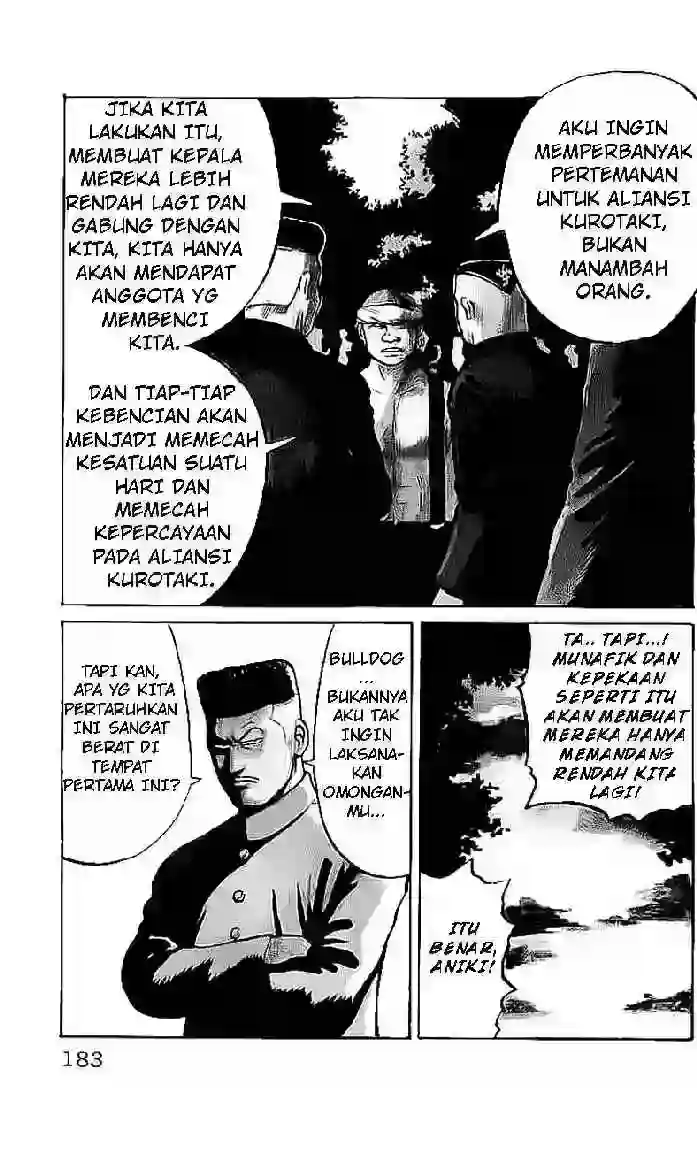 AKU INGIN
MEMPERBANYAK
PERTEMANAN
UNTUK ALIANSI
KUROTAKI,
BUKAN
MANAMBAH
ORANG.
JIKA KITA
LAKUKAN ITU,
MEMBUAT KEPALA
MEREKA LEBIH
RENDAH LAGI DAN
GABUNG DENGAN
KITA, KITA HANYA
AKAN MENDAPAT
ANGGOTA YG
MEMBENCI
KITA.
DAN TIAP-TIAP
KEBENCIAN AKAN
MENJADI MEMECAH
KESATUAN SUATU
HARI DAN
MEMECAH
KEPERCAYAAN
PADA ALIANSI
KUROTAKI.
TA.. TAPI...!
MUNAFIK DAN
KEPEKAAN
SEPERTI ITU
AKAN MEMBUAT
MEREKA HANYA
MEMANDANG
RENDAH KITA
LAGI!
ITU
BENAR,
ANIKI!
BULLDOG
...
BUKANNYA
AKU TAK
INGIN
LAKSANA-
KAN
OMONGAN-
MU...
TAPI KAN,
APA YG KITA
PERTARUHKAN
INI SANGAT
BERAT DI
TEMPAT
PERTAMA INI?
183